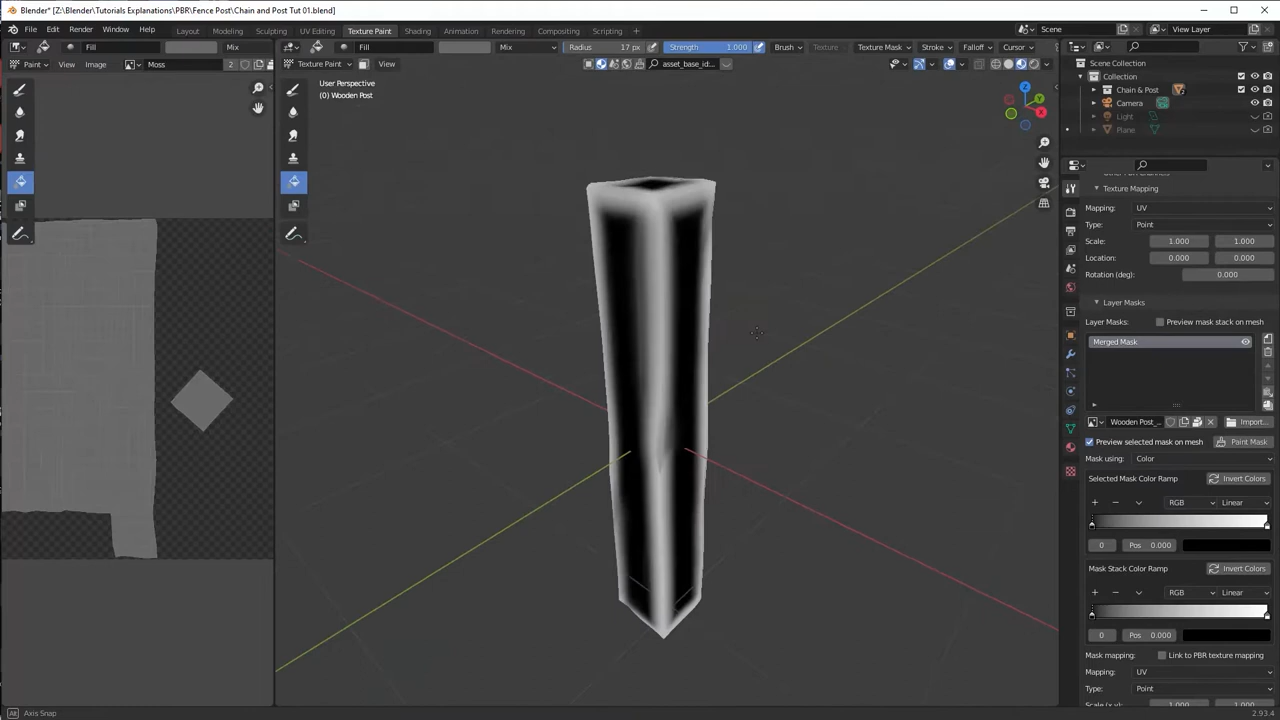 Blender* [Z:\Blender\Tutorials Explanations\PBR\Fence Post\Chain and Post Tut 01.blend]
File Edit Render Window Help Layout Modeling Sculpting UV Editing Texture Paint Shading Animation Rendering Compositing Scripting + Scene View Layer
Fill Mix Fill Mix Radius 17 px Strength 1.000 Brush Texture Texture Mask Stroke Falloff Cursor
Paint View Image Moss 2 Texture Paint View asset_base_id:...
User Perspective
(0) Wooden Post
Scene Collection
Collection
Chain & Post
Camera
Light
Plane
Texture Mapping
Mapping: UV
Type: Point
Scale: 1.000 1.000
Location: 0.000 0.000
Rotation (deg): 0.000
Layer Masks
Layer Masks: Preview mask stack on mesh
Merged Mask
Wooden Post_... Import...
Preview selected mask on mesh Paint Mask
Mask using: Color
Selected Mask Color Ramp Invert Colors
+ − RGB Linear
0 Pos 0.000
Mask Stack Color Ramp Invert Colors
+ − RGB Linear
0 Pos 0.000
Mask mapping: Link to PBR texture mapping
Mapping: UV
Type: Point
Alt Axis Snap
2.93.4